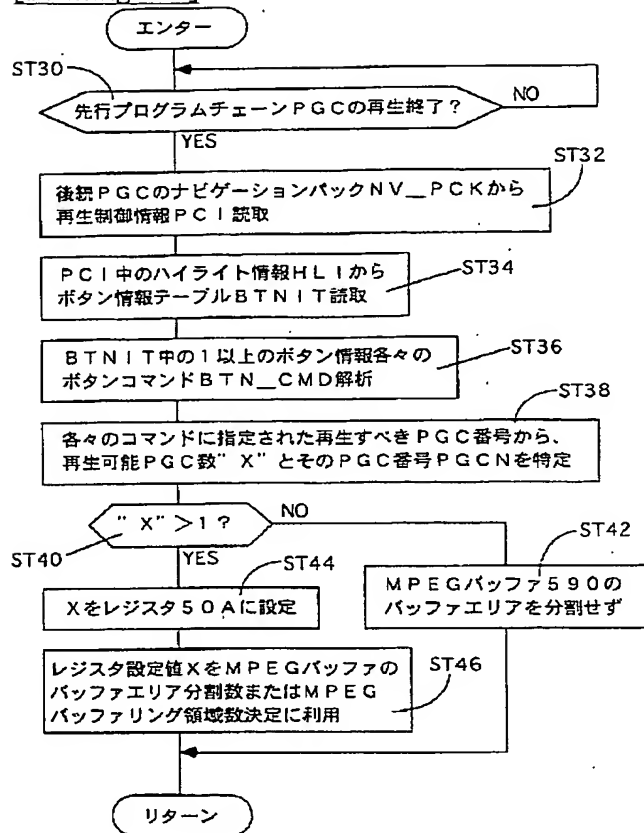 エンター
ST30
先行プログラムチェーンPGCの再生終了?
NO
YES
ST32
後続PGCのナビゲーションパックNV__PCKから
再生制御情報PCI読取
ST34
PCI中のハイライト情報HLIから
ボタン情報テーブルBTNIT読取
ST36
BTNIT中の1以上のボタン情報各々の
ボタンコマンドBTN__CMD解析
ST38
各々のコマンドに指定された再生すべきPGC番号から、
再生可能PGC数"X"とそのPGC番号PGCNを特定
"X">1?
NO
ST40
YES
ST42
MPEGバッファ590の
バッファエリアを分割せず
ST44
Xをレジスタ50Aに設定
ST46
レジスタ設定値XをMPEGバッファの
バッファエリア分割数またはMPEG
バッファリング領域数決定に利用
リターン